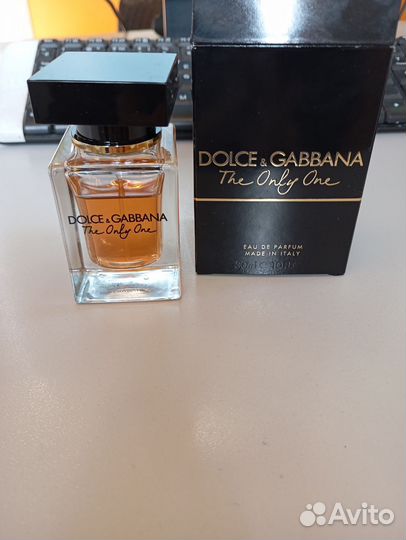 DOLCE & GABBANA
The Only One
DOLCE & GABBANA
The Only One
EAU DE PARFUM
MADE IN ITALY
Avito